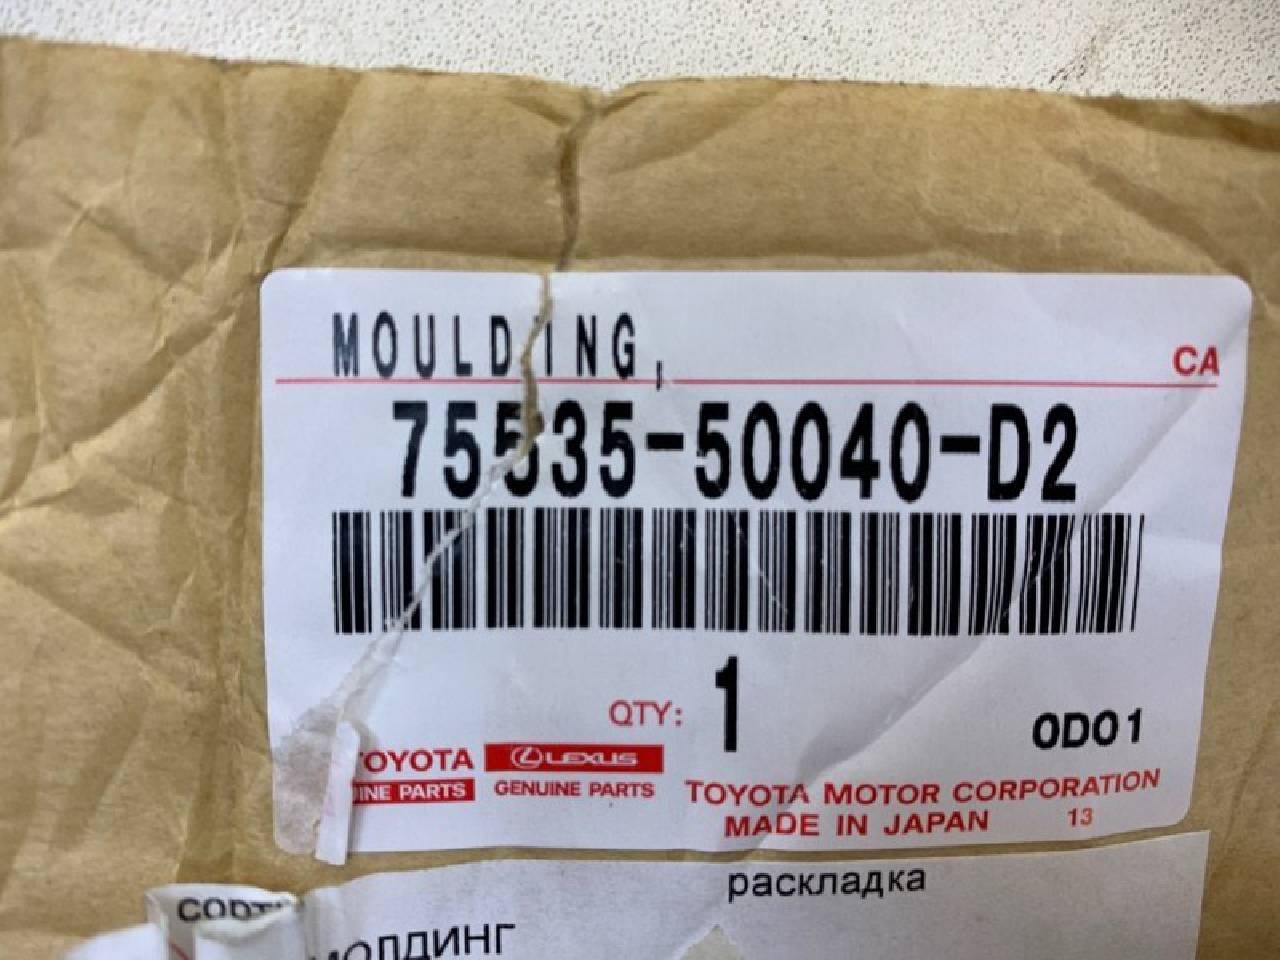 MOULDING,
CA
75535-50040-D2
QTY: 1
0D01
TOYOTA LEXUS
GENUINE PARTS
TOYOTA MOTOR CORPORATION
MADE IN JAPAN 13
раскладка